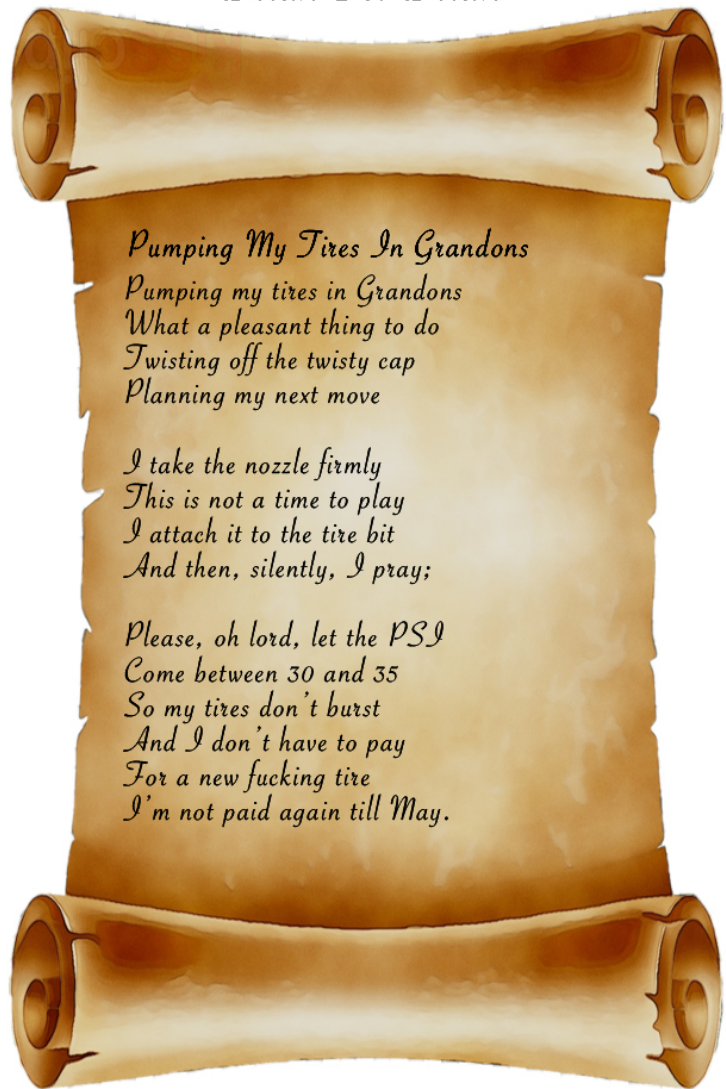 Pumping My Tires In Grandons
Pumping my tires in Grandons
What a pleasant thing to do
Twisting off the twisty cap
Planning my next move
I take the nozzle firmly
This is not a time to play
I attach it to the tire bit
And then, silently, I pray;
Please, oh lord, let the PSI
Come between 30 and 35
So my tires don't burst
And I don't have to pay
For a new fucking tire
I'm not paid again till May.